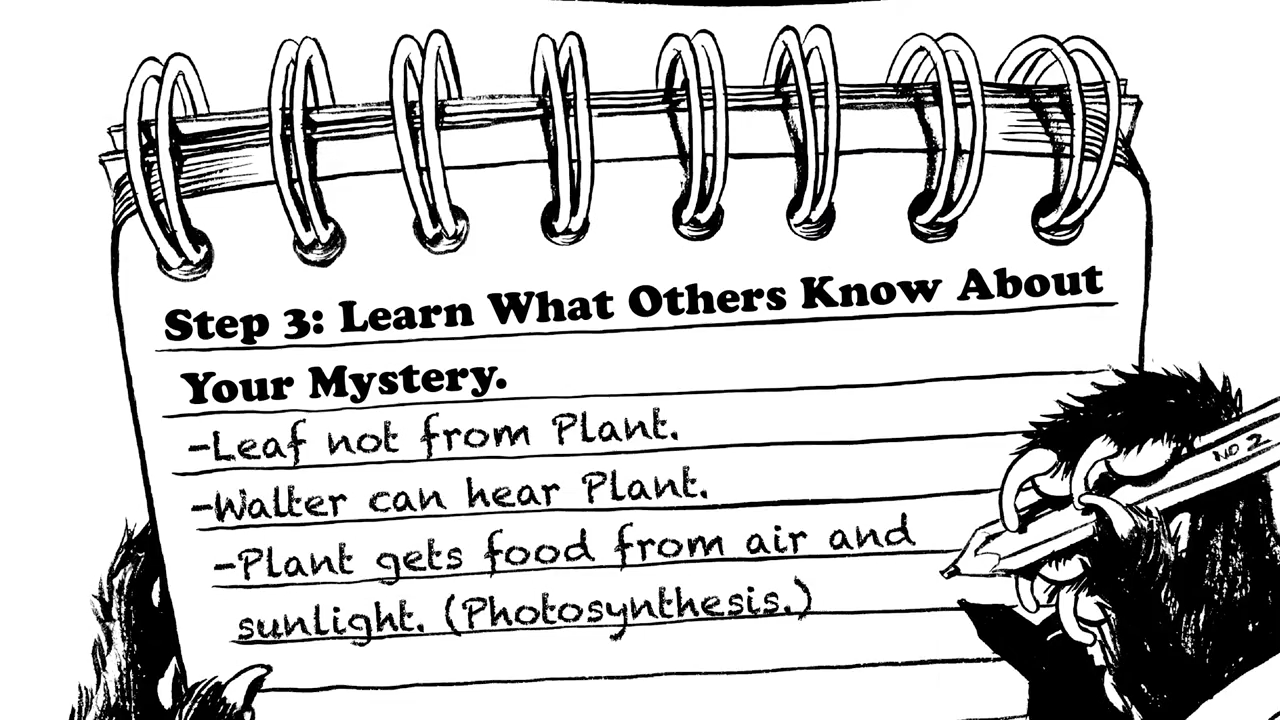 Step 3: Learn What Others Know About
Your Mystery.
-Leaf not from Plant.
-Walter can hear Plant.
-Plant gets food from air and
sunlight. (Photosynthesis.)
NO 2